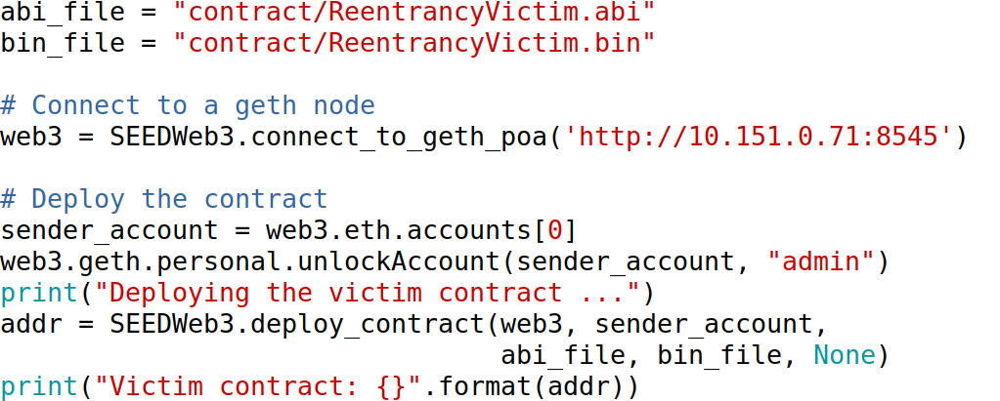 abi_file = "contract/ReentrancyVictim.abi"
bin_file = "contract/ReentrancyVictim.bin"

# Connect to a geth node
web3 = SEEDWeb3.connect_to_geth_poa('http://10.151.0.71:8545')

# Deploy the contract
sender_account = web3.eth.accounts[0]
web3.geth.personal.unlockAccount(sender_account, "admin")
print("Deploying the victim contract ...")
addr = SEEDWeb3.deploy_contract(web3, sender_account,
                                abi_file, bin_file, None)
print("Victim contract: {}".format(addr))